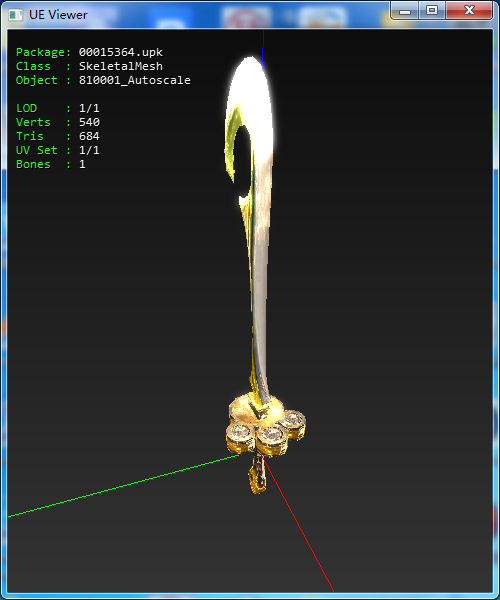 UE Viewer
Package: 00015364.upk
Class  : SkeletalMesh
Object : 810001_Autoscale
LOD    : 1/1
Verts  : 540
Tris   : 684
UV Set : 1/1
Bones  : 1